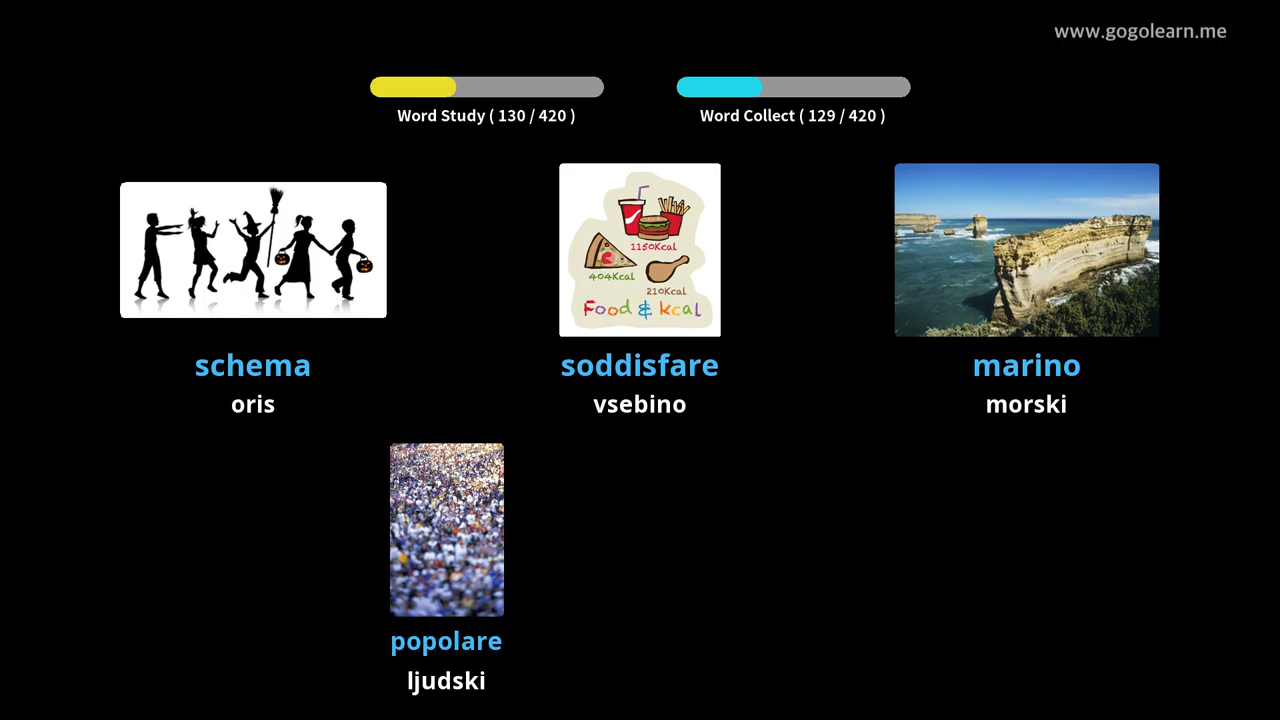 www.gogolearn.me
Word Study ( 130 / 420 )
Word Collect ( 129 / 420 )
1150Kcal
404Kcal
210Kcal
Food & kcal
schema
soddisfare
marino
oris
vsebino
morski
popolare
ljudski